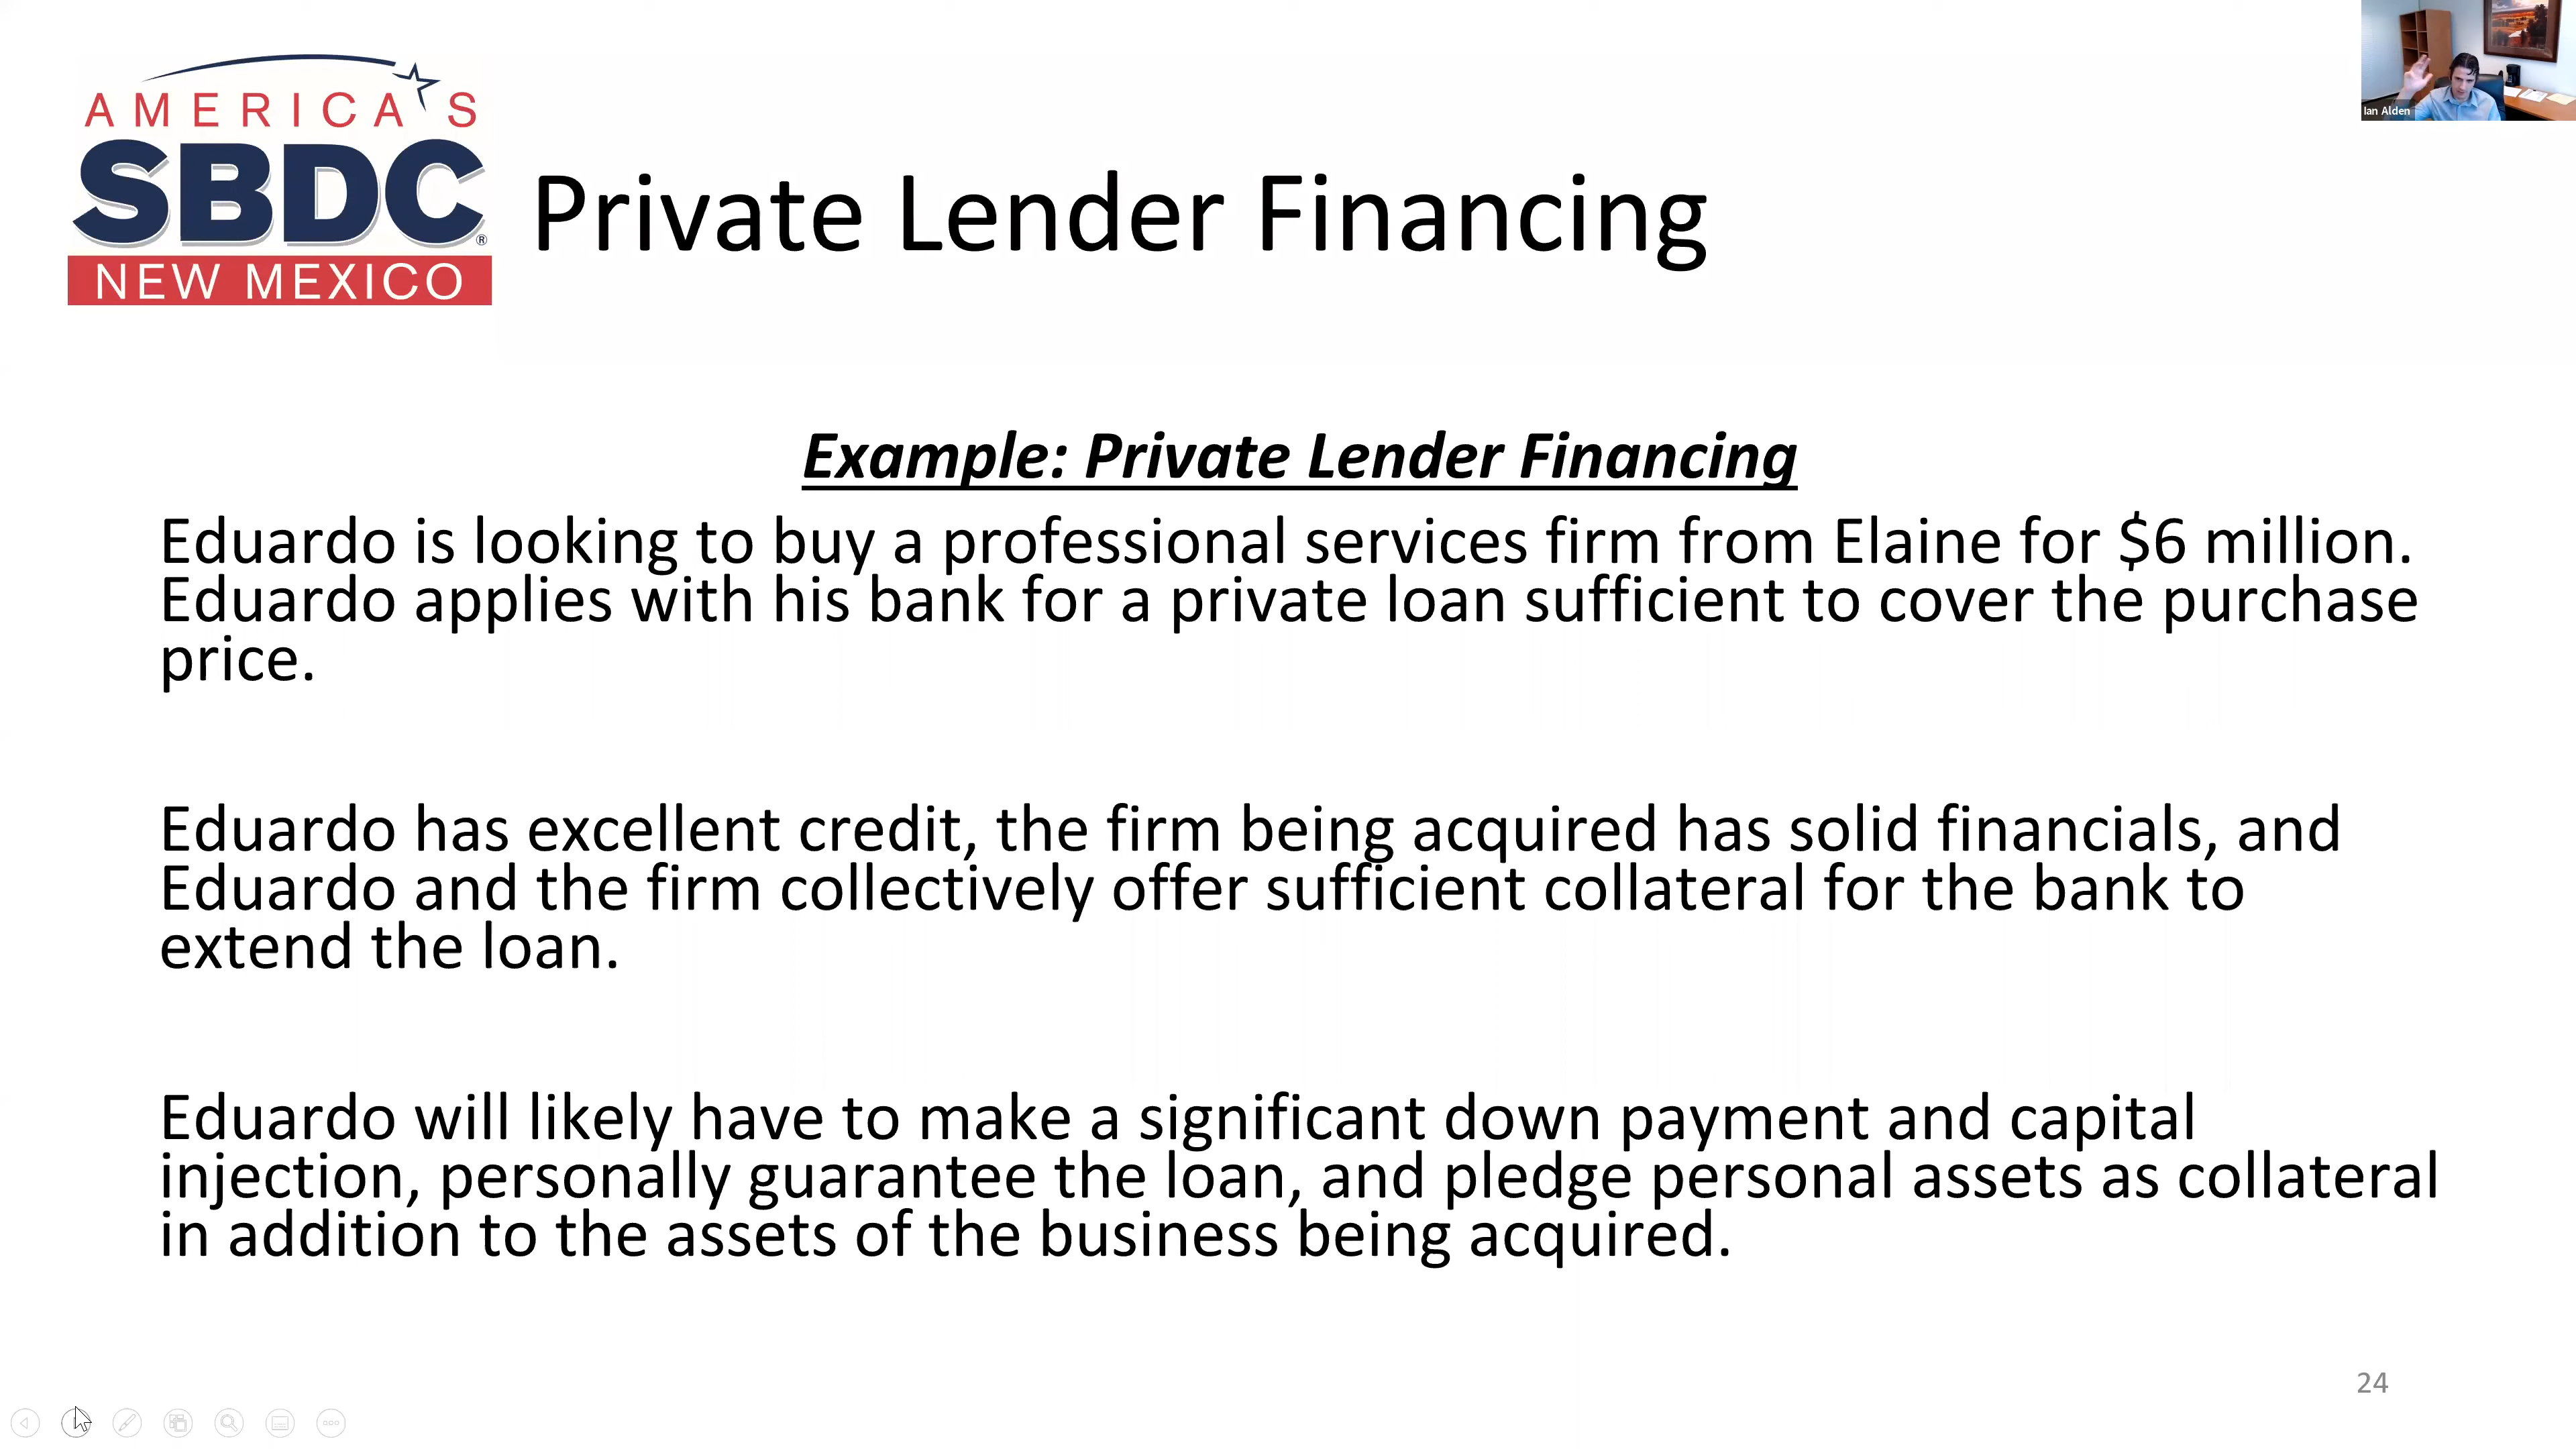 AMERICA'S
SBDC®
NEW MEXICO
Ian Alden
Private Lender Financing
Example: Private Lender Financing
Eduardo is looking to buy a professional services firm from Elaine for $6 million.
Eduardo applies with his bank for a private loan sufficient to cover the purchase
price.
Eduardo has excellent credit, the firm being acquired has solid financials, and
Eduardo and the firm collectively offer sufficient collateral for the bank to
extend the loan.
Eduardo will likely have to make a significant down payment and capital
injection, personally guarantee the loan, and pledge personal assets as collateral
in addition to the assets of the business being acquired.
24